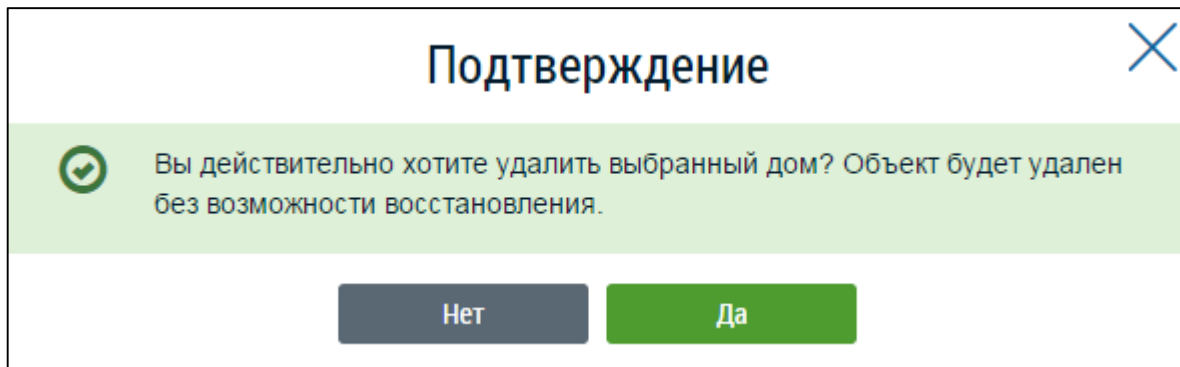 Подтверждение
Вы действительно хотите удалить выбранный дом? Объект будет удален
без возможности восстановления.
Нет
Да